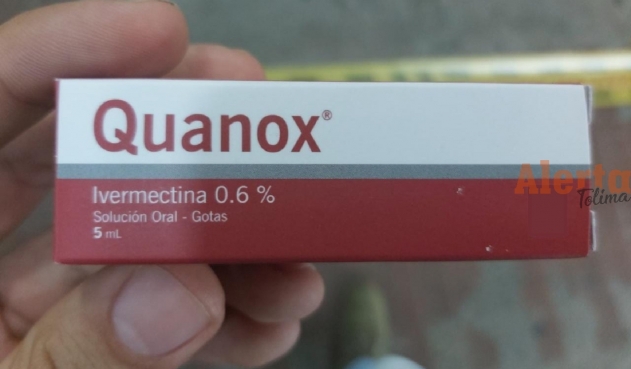 Quanox®
Ivermectina 0.6 %
Solución Oral - Gotas
5 mL
Alerta
Tolima